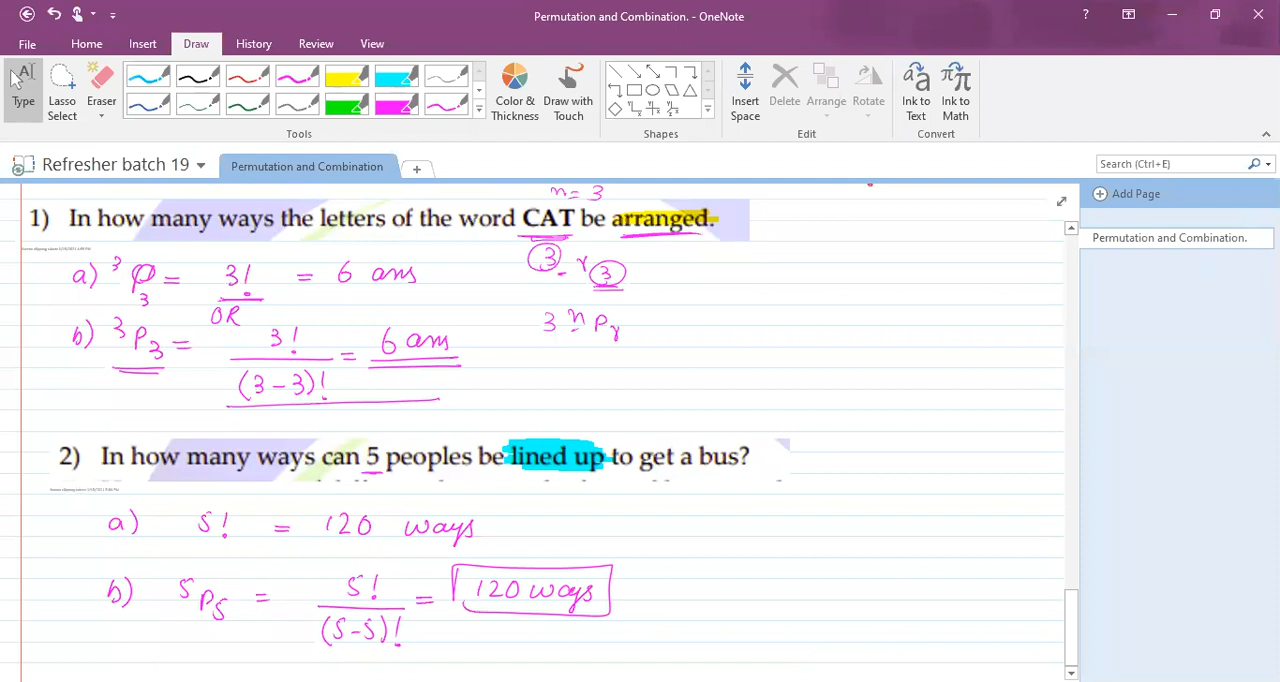 Permutation and Combination. - OneNote
File Home Insert Draw History Review View
Type Lasso Select Eraser Color & Thickness Draw with Touch Insert Space Delete Arrange Rotate Ink to Text Ink to Math
Tools Shapes Edit Convert
Refresher batch 19 Permutation and Combination Search (Ctrl+E)
Add Page
Permutation and Combination.
n = 3
1) In how many ways the letters of the word CAT be arranged.
3 - r 3
a) ³P₃ = 3! = 6 ans
OR
3 ⁿPᵣ
b) ³P₃ = 3! / (3-3)! = 6 ans
2) In how many ways can 5 peoples be lined up to get a bus?
a) 5! = 120 ways
b) ⁵P₅ = 5! / (5-5)! = 120 ways